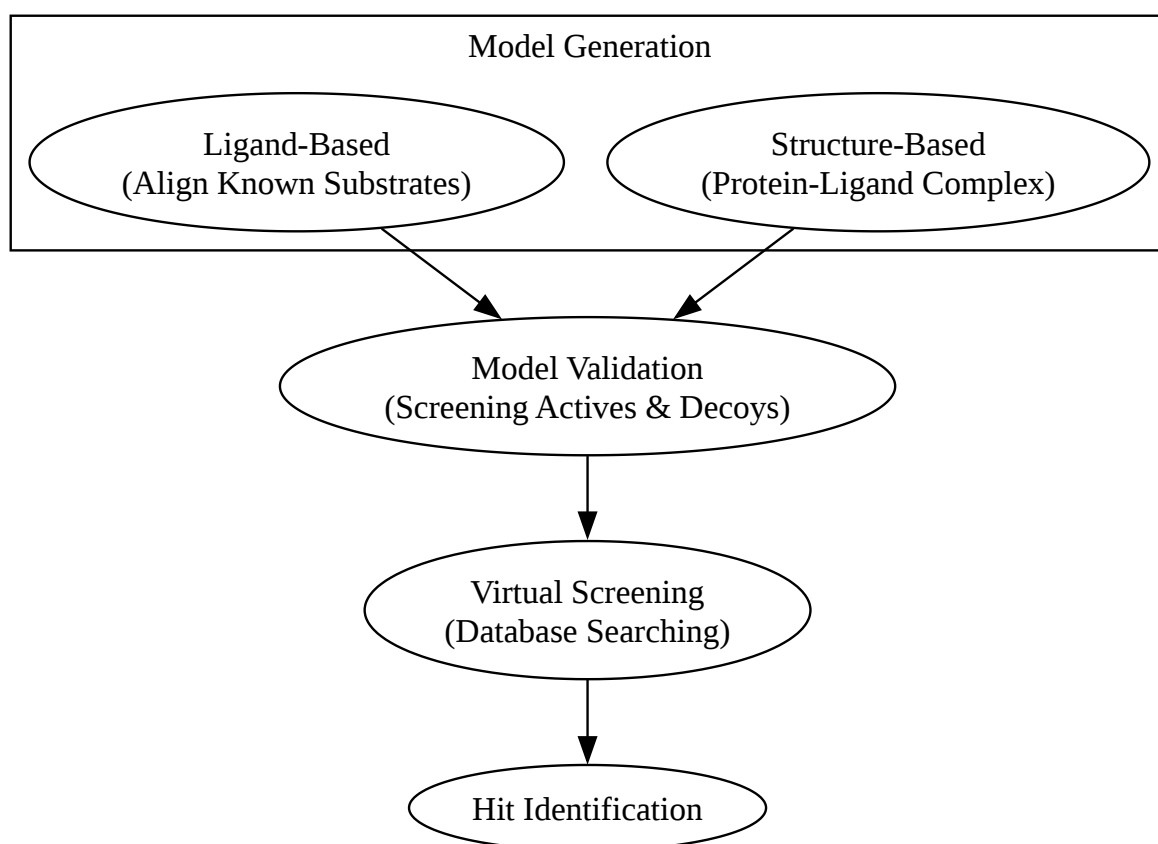 Model Generation
Ligand-Based
(Align Known Substrates)
Structure-Based
(Protein-Ligand Complex)
Model Validation
(Screening Actives & Decoys)
Virtual Screening
(Database Searching)
Hit Identification